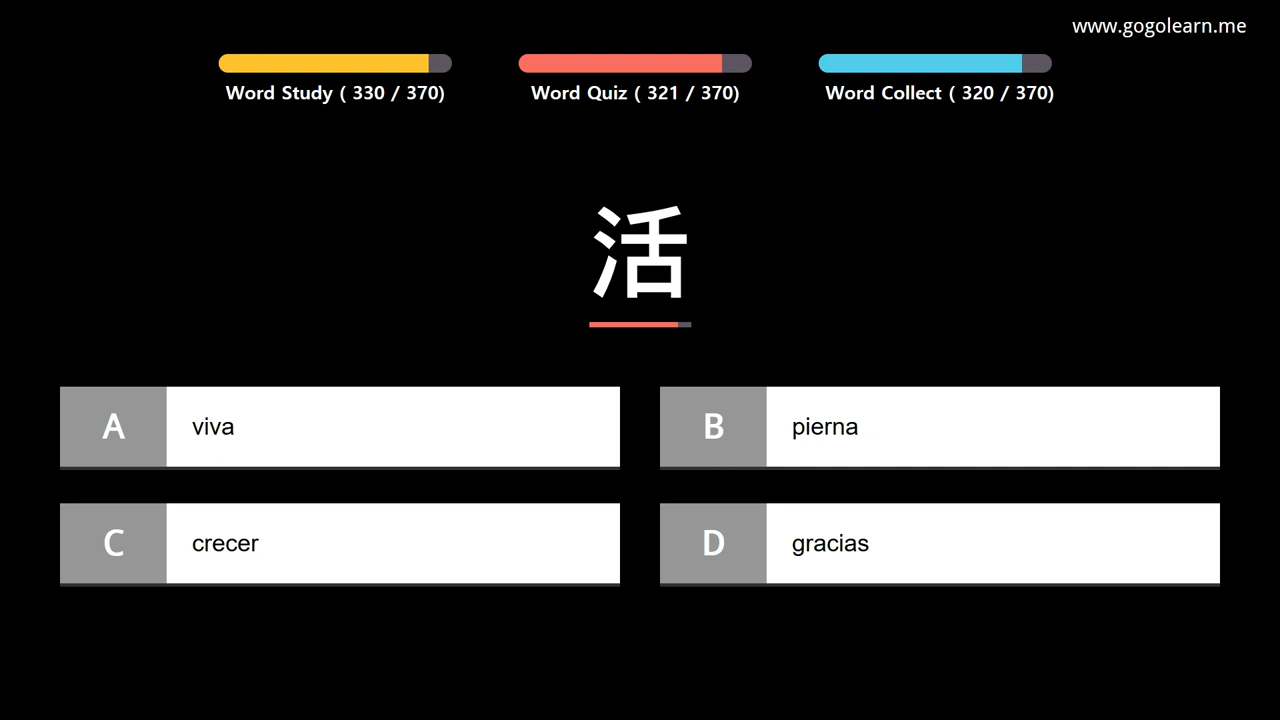 www.gogolearn.me
Word Study ( 330 / 370)
Word Quiz ( 321 / 370)
Word Collect ( 320 / 370)
活
A viva
B pierna
C crecer
D gracias